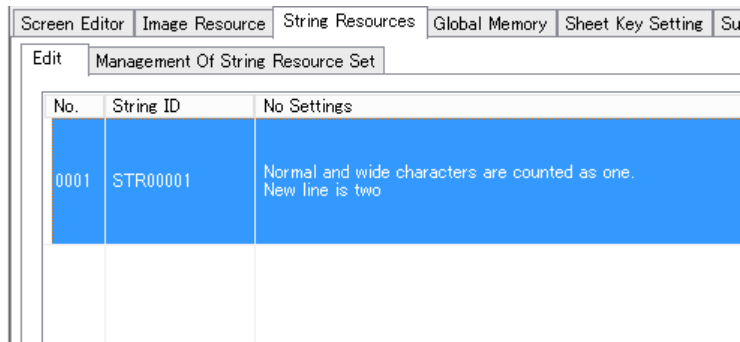 Screen Editor Image Resource String Resources Global Memory Sheet Key Setting
Edit Management Of String Resource Set
No. String ID No Settings
0001 STR00001 Normal and wide characters are counted as one.
New line is two